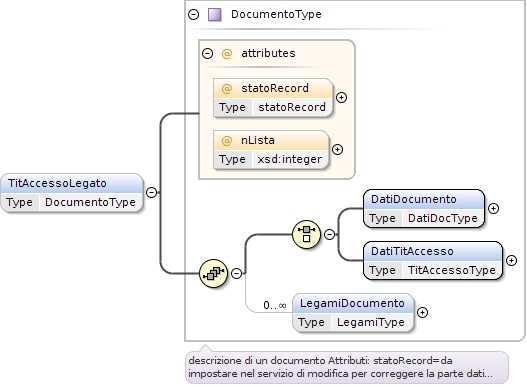 DocumentoType
@ attributes
@ statoRecord
Type statoRecord
@ nLista
Type xsd:integer
TitAccessoLegato
Type DocumentoType
DatiDocumento
Type DatiDocType
DatiTitAccesso
Type TitAccessoType
0..∞
LegamiDocumento
Type LegamiType
descrizione di un documento Attributi: statoRecord=da
impostare nel servizio di modifica per correggere la parte dati...